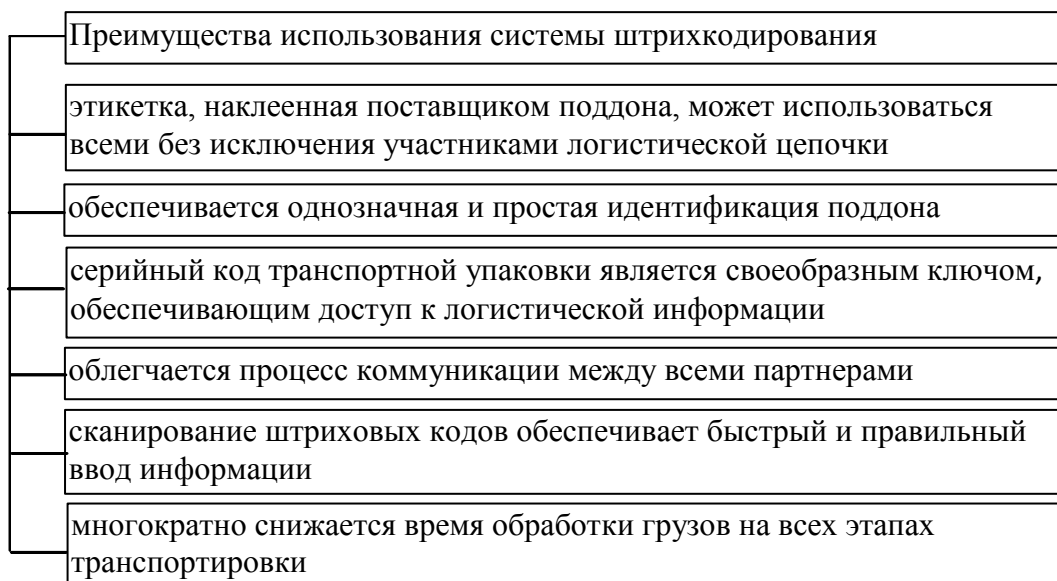 Преимущества использования системы штрихкодирования
этикетка, наклеенная поставщиком поддона, может использоваться
всеми без исключения участниками логистической цепочки
обеспечивается однозначная и простая идентификация поддона
серийный код транспортной упаковки является своеобразным ключом,
обеспечивающим доступ к логистической информации
облегчается процесс коммуникации между всеми партнерами
сканирование штриховых кодов обеспечивает быстрый и правильный
ввод информации
многократно снижается время обработки грузов на всех этапах
транспортировки